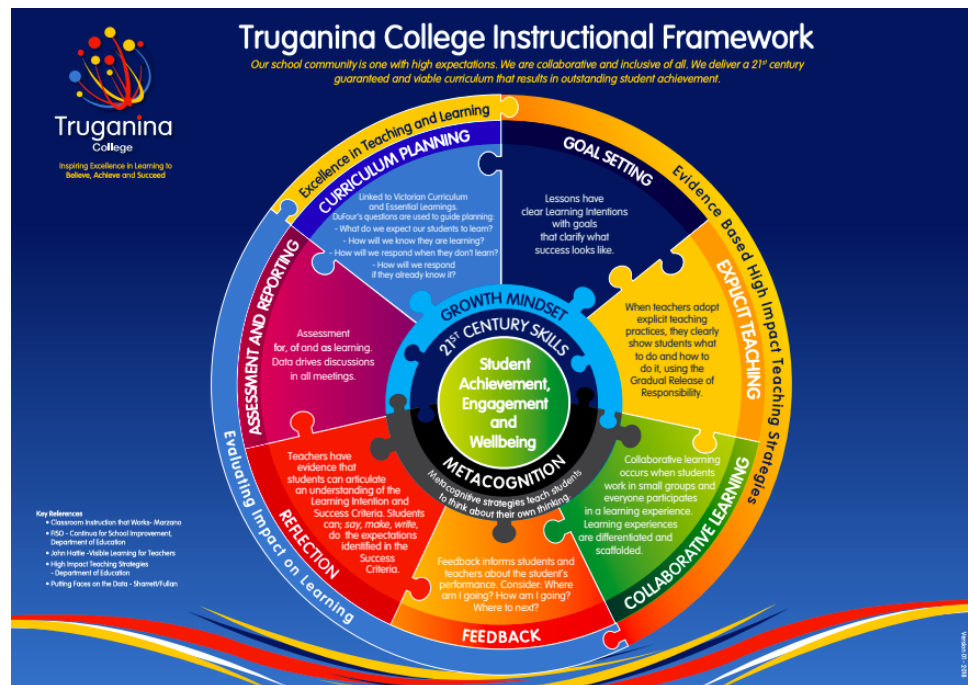 Truganina College Instructional Framework
Our school community is one with high expectations. We are collaborative and inclusive of all. We deliver a 21st century
guaranteed and viable curriculum that results in outstanding student achievement.
Truganina
College
Inspiring Excellence in Learning to
Believe, Achieve and Succeed
Excellence in Teaching and Learning
CURRICULUM PLANNING
Linked to Victorian Curriculum
and Essential Learnings.
DuFour's questions are used to guide planning:
- What do we expect our students to learn?
- How will we know they are learning?
- How will we respond when they don't learn?
- How will we respond
if they already know it?
GOAL SETTING
Lessons have
clear Learning Intentions
with goals
that clarify what
success looks like.
Evidence Based High Impact Teaching Strategies
EXPLICIT TEACHING
When teachers adopt
explicit teaching
practices, they clearly
show students what
to do and how to
do it, using the
Gradual Release of
Responsibility.
COLLABORATIVE LEARNING
Collaborative learning
occurs when students
work in small groups and
everyone participates
in a learning experience.
Learning experiences
are differentiated and
scaffolded.
FEEDBACK
Feedback informs students and
teachers about the student's
performance. Consider: Where
am I going? How am I going?
Where to next?
REFLECTION
Teachers have
evidence that
students can articulate
an understanding of the
Learning Intention and
Success Criteria. Students
can; say, make, write,
do the expectations
identified in the
Success
Criteria.
Evaluating Impact on Learning
ASSESSMENT AND REPORTING
Assessment
for, of and as learning.
Data drives discussions
in all meetings.
GROWTH MINDSET
21ST CENTURY SKILLS
Student
Achievement,
Engagement
and
Wellbeing
METACOGNITION
Metacognitive strategies teach students
to think about their own thinking.
Key References
• Classroom Instruction that Works- Marzano
• FISO - Continua for School Improvement,
Department of Education
• John Hattie -Visible Learning for Teachers
• High Impact Teaching Strategies
- Department of Education
• Putting Faces on the Data - Sharratt/Fullan
Version 01 - 2018